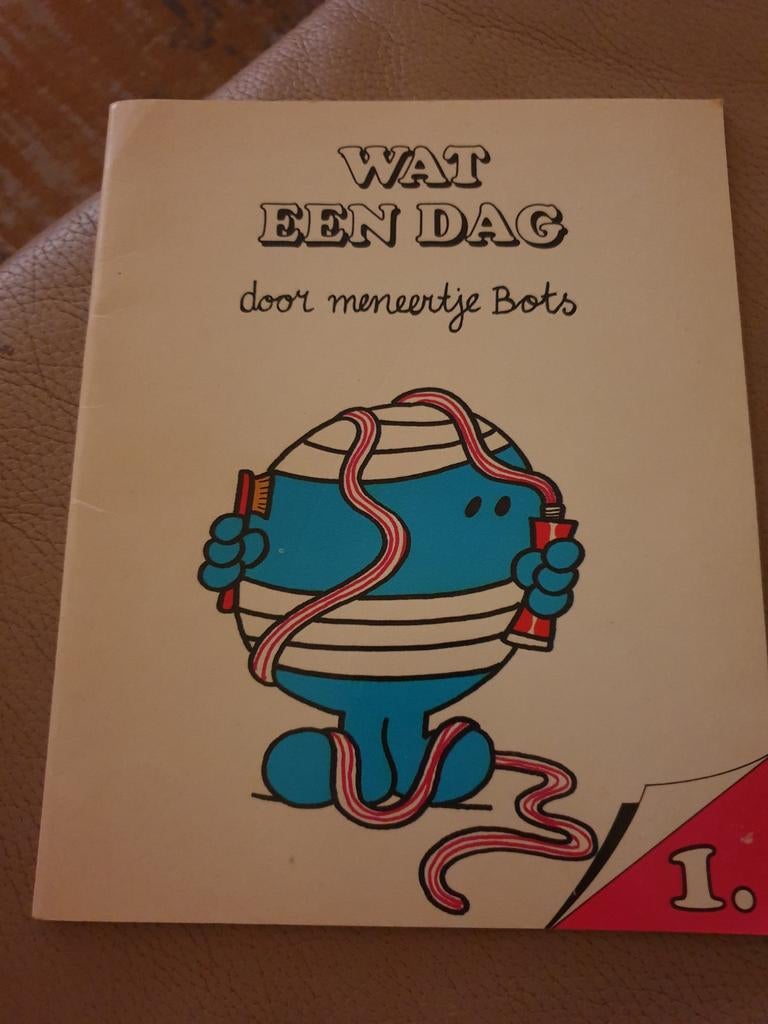 WAT
EEN DAG
door meneertje Bots
1.